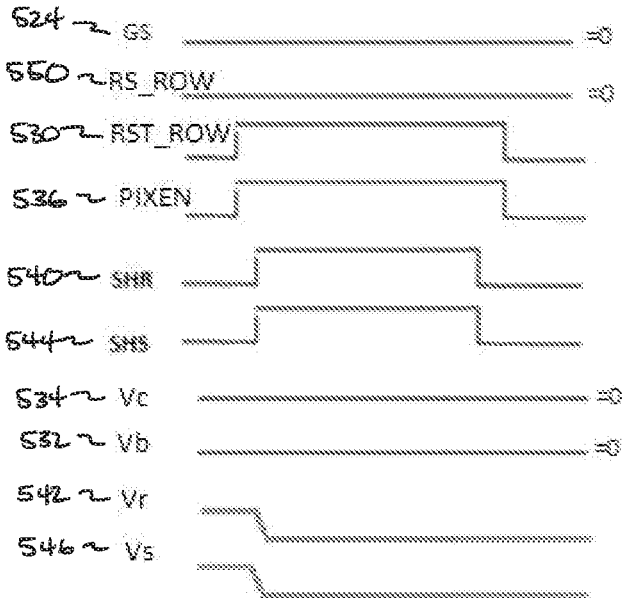 524 GS =0
550 RS_ROW =0
530 RST_ROW
536 PIXEN
540 SHR
544 SHS
534 Vc =0
532 Vb =0
542 Vr
546 Vs